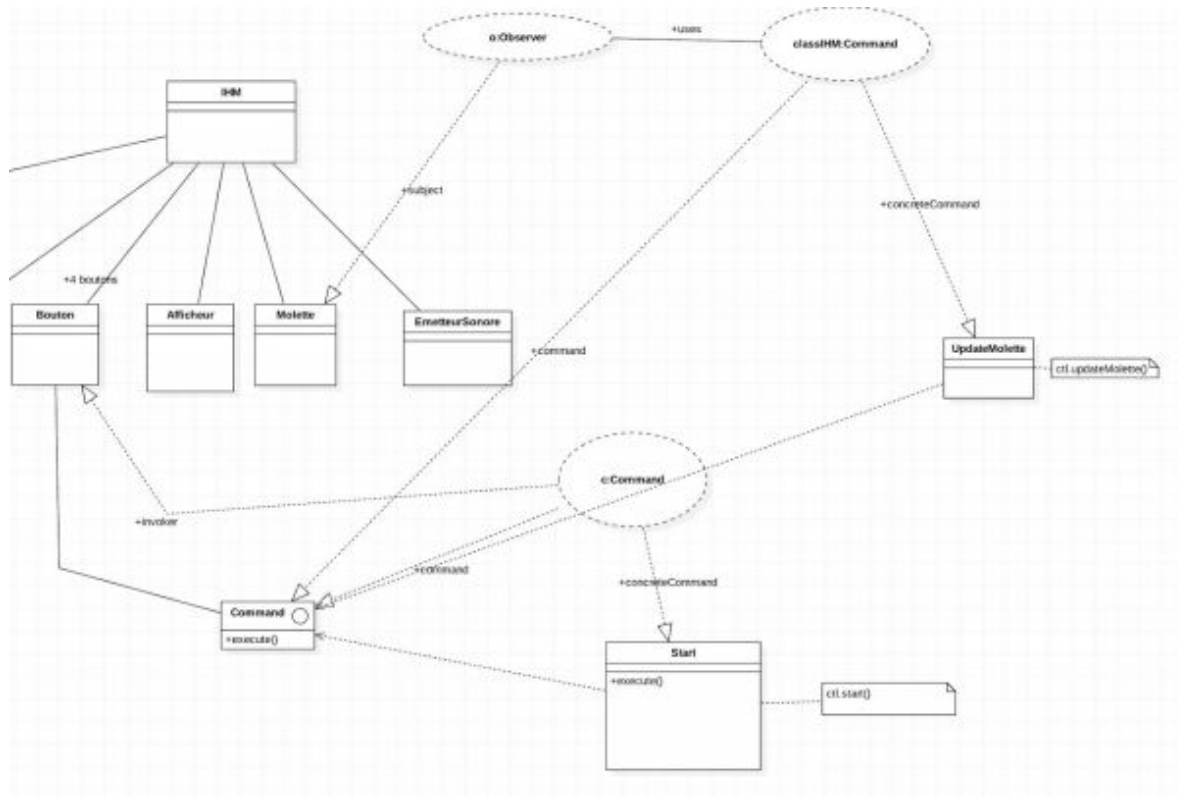 o:Observer
+uses
classIHM:Command
IHM
+subject
+concreteCommand
+4 boutons
Bouton
Afficheur
Molette
EmetteurSonore
+command
UpdateMolette
ctl.updateMolette()
c:Command
+invoker
+command
+concreteCommand
Command
+execute()
Start
+execute()
ctl.start()